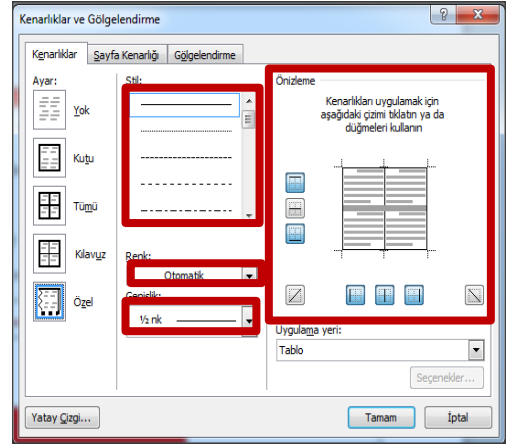 Kenarlıklar ve Gölgelendirme
Kenarlıklar
Sayfa Kenarlığı
Gölgelendirme
Ayar:
Yok
Kutu
Tümü
Kılavuz
Özel
Stil:
Renk:
Otomatik
Genişlik:
½ nk
Önizleme
Kenarlıkları uygulamak için
aşağıdaki çizimi tıklatın ya da
düğmeleri kullanın
Uygulama yeri:
Tablo
Seçenekler...
Yatay Çizgi...
Tamam
İptal